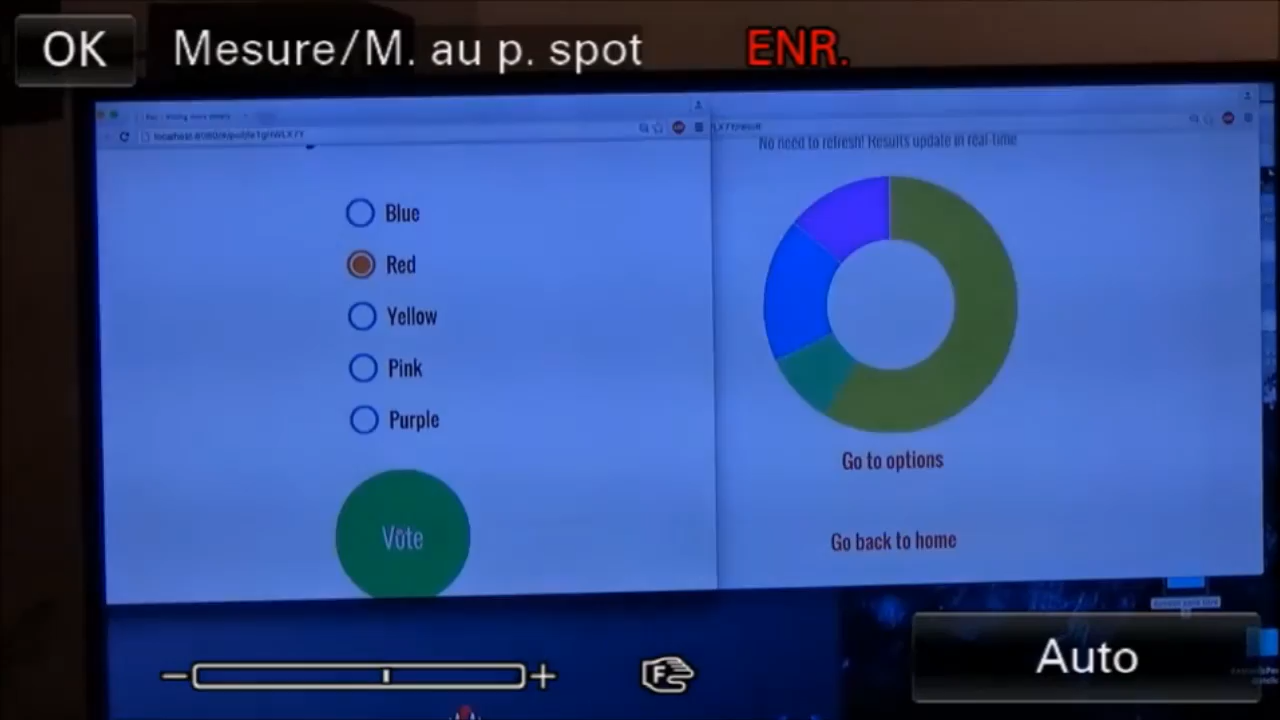 OK Mesure/M. au p. spot ENR.
No need to refresh! Results update in real-time
Blue
Red
Yellow
Pink
Purple
Vote
Go to options
Go back to home
F
Auto